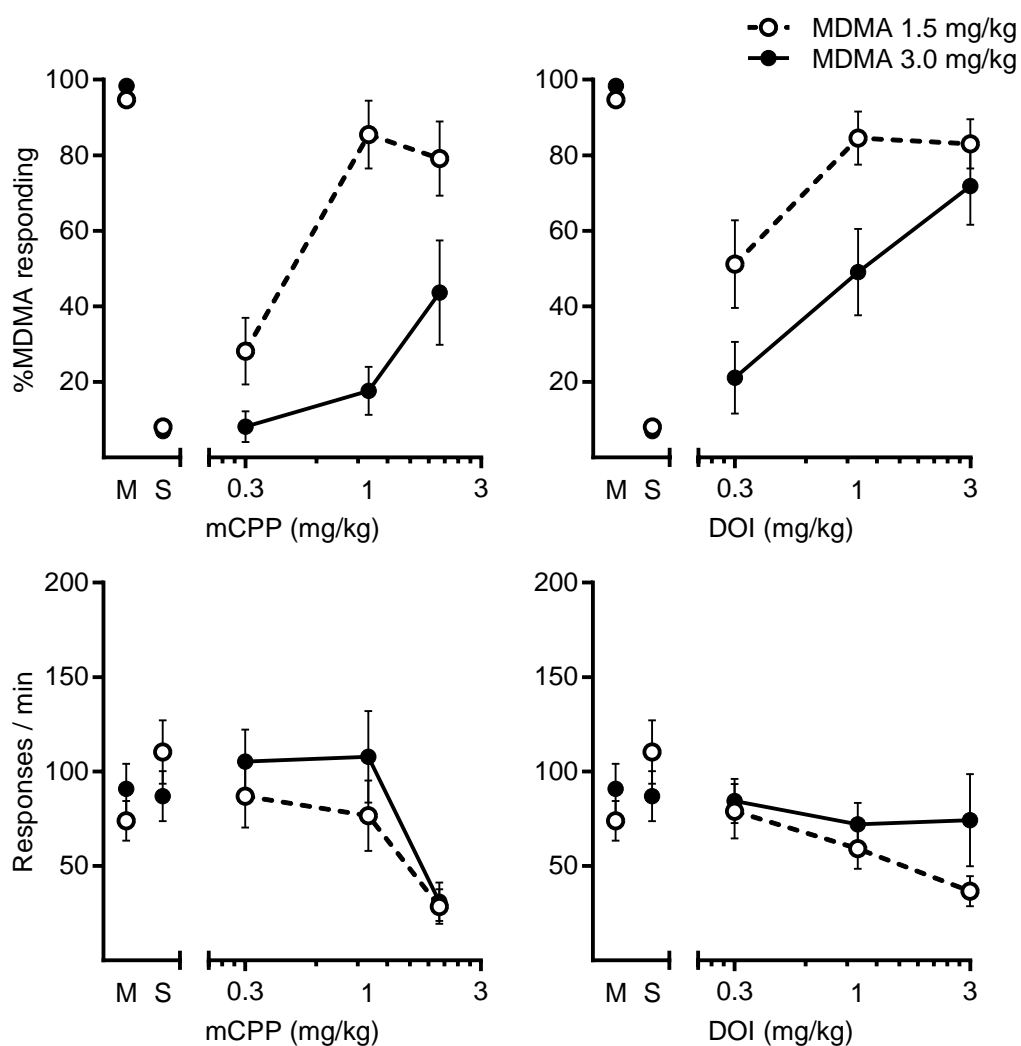 MDMA 1.5 mg/kg
MDMA 3.0 mg/kg
%MDMA responding
100
80
60
40
20
M S
0.3 1 3
mCPP (mg/kg)
100
80
60
40
20
M S
0.3 1 3
DOI (mg/kg)
Responses / min
200
150
100
50
M S
0.3 1 3
mCPP (mg/kg)
200
150
100
50
M S
0.3 1 3
DOI (mg/kg)